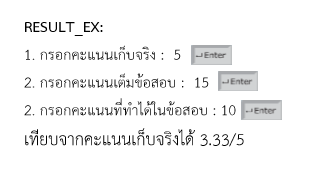 RESULT_EX:
1. กรอกคะแนนเก็บจริง : 5 ↵Enter
2. กรอกคะแนนเต็มข้อสอบ : 15 ↵Enter
2. กรอกคะแนนที่ทำได้ในข้อสอบ : 10 ↵Enter
เทียบจากคะแนนเก็บจริงได้ 3.33/5